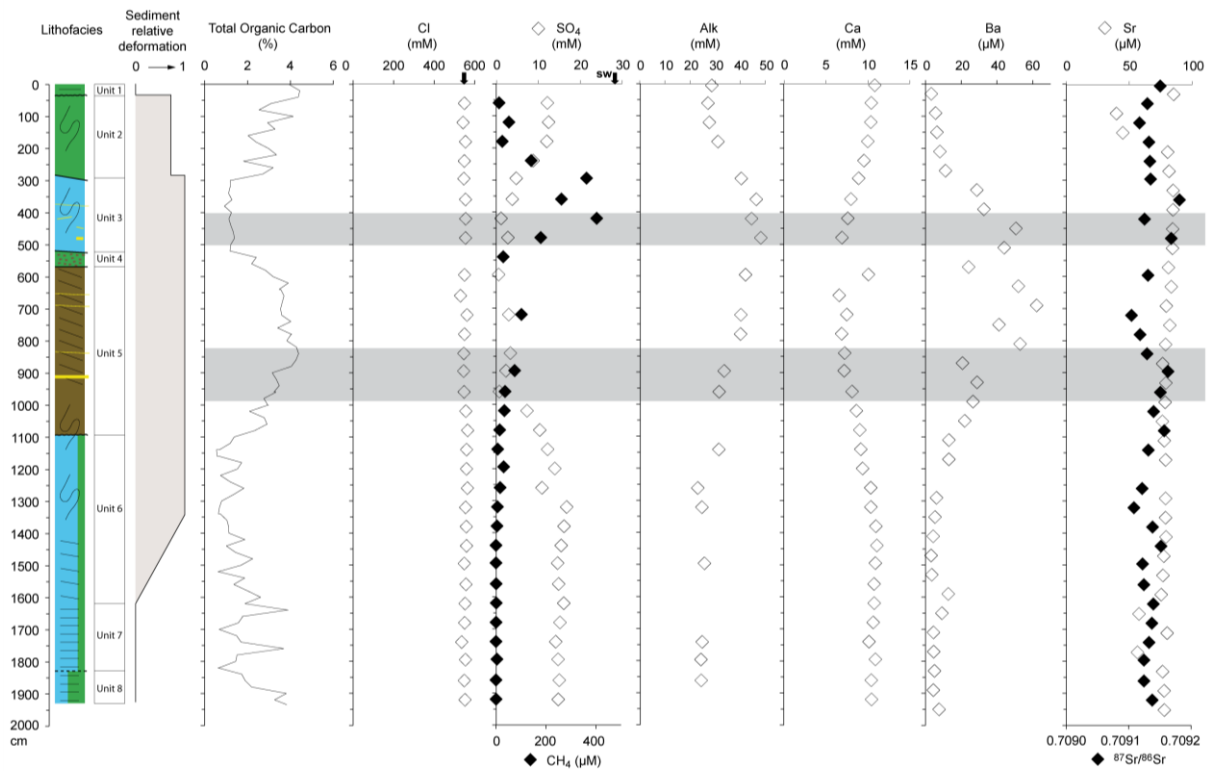 Lithofacies
Sediment
relative
deformation
0 1
Total Organic Carbon
(%)
0 2 4 6
Cl
(mM)
0 200 400 600
SO4
(mM)
0 10 20 30
sw
Alk
(mM)
0 10 20 30 40 50
Ca
(mM)
0 5 10 15
Ba
(µM)
0 20 40 60 80
Sr
(µM)
0 50 100
0
100
200
300
400
500
600
700
800
900
1000
1100
1200
1300
1400
1500
1600
1700
1800
1900
2000
cm
Unit 1
Unit 2
Unit 3
Unit 4
Unit 5
Unit 6
Unit 7
Unit 8
0 200 400
CH4 (µM)
0.7090 0.7091 0.7092
87Sr/86Sr